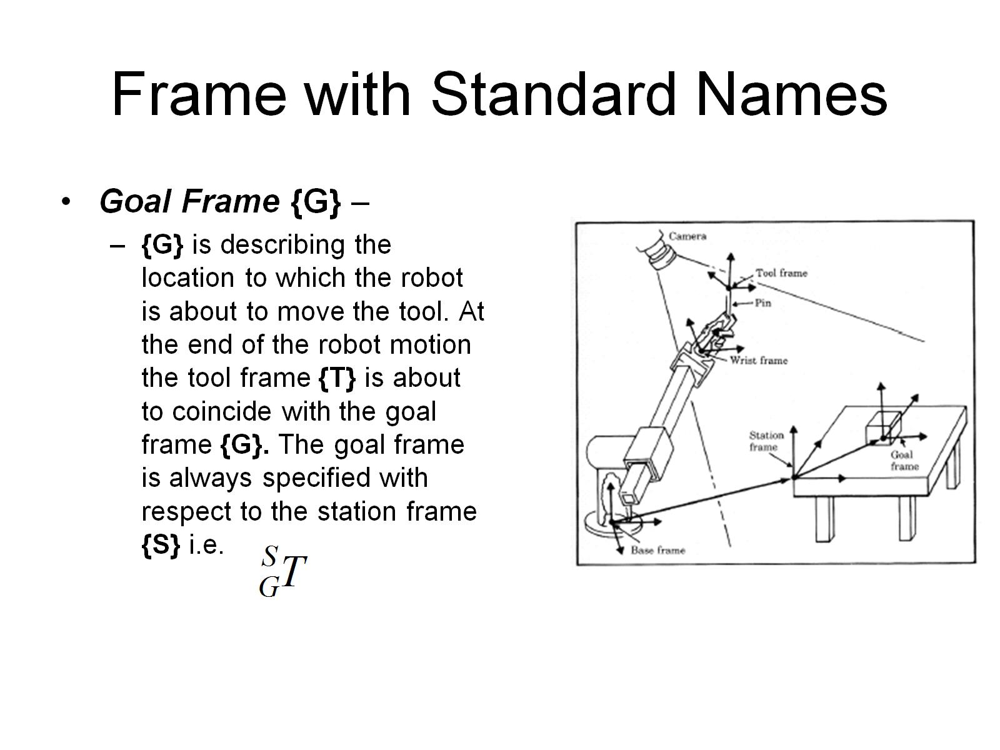 Frame with Standard Names
• Goal Frame {G} –
– {G} is describing the
location to which the robot
is about to move the tool. At
the end of the robot motion
the tool frame {T} is about
to coincide with the goal
frame {G}. The goal frame
is always specified with
respect to the station frame
{S} i.e.
S
G T
Camera
Tool frame
Pin
Wrist frame
Station
frame
Goal
frame
Base frame